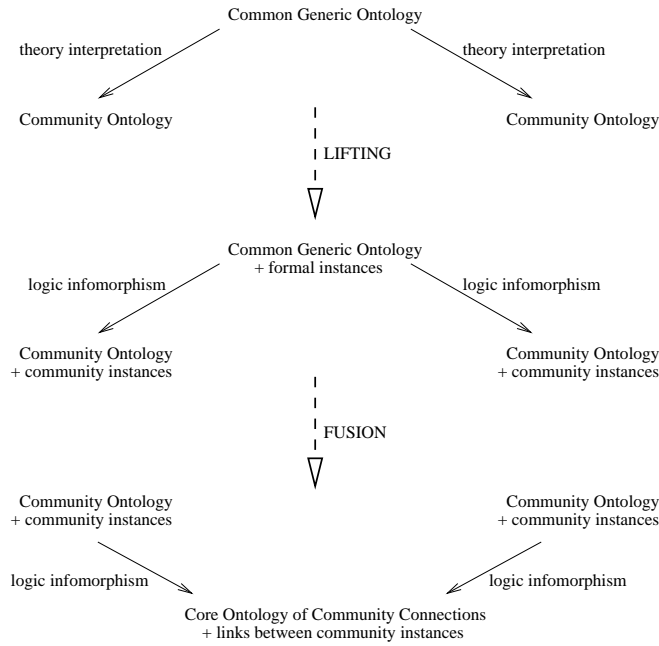 Common Generic Ontology
theory interpretation
theory interpretation
Community Ontology
Community Ontology
LIFTING
Common Generic Ontology
+ formal instances
logic infomorphism
logic infomorphism
Community Ontology
+ community instances
Community Ontology
+ community instances
FUSION
Community Ontology
+ community instances
Community Ontology
+ community instances
logic infomorphism
logic infomorphism
Core Ontology of Community Connections
+ links between community instances